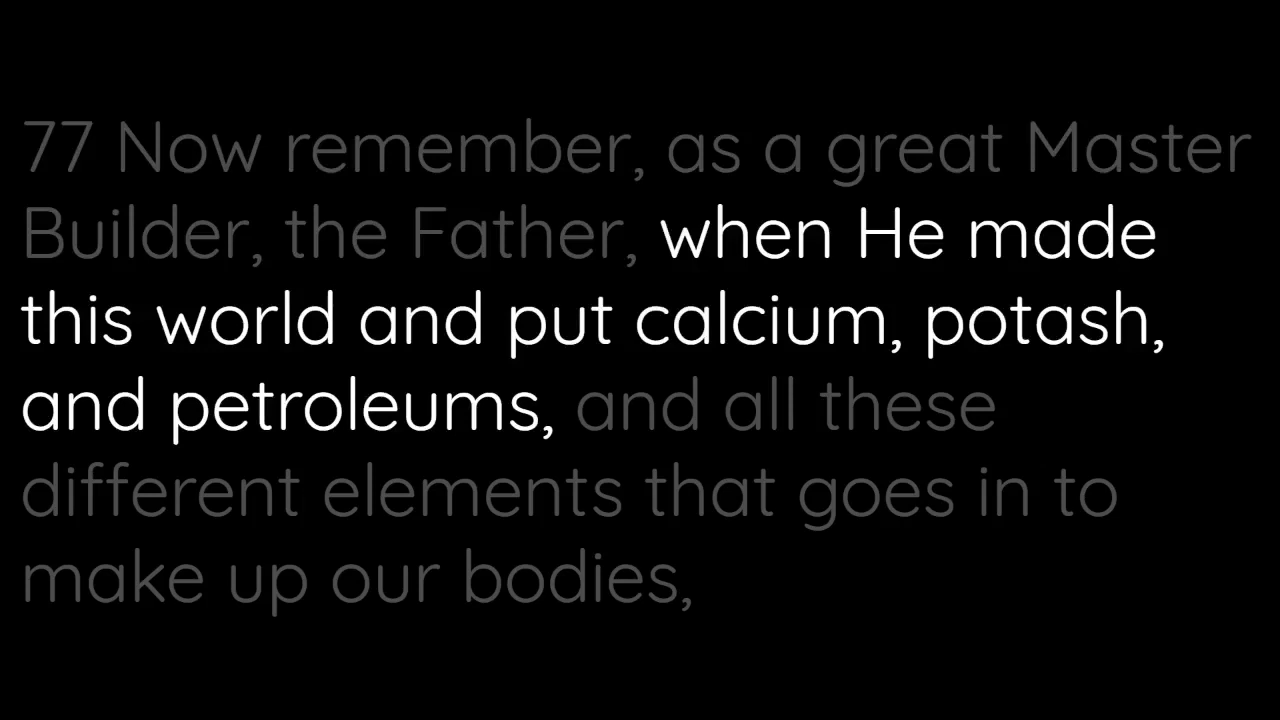 77 Now remember, as a great Master
Builder, the Father, when He made
this world and put calcium, potash,
and petroleums, and all these
different elements that goes in to
make up our bodies,